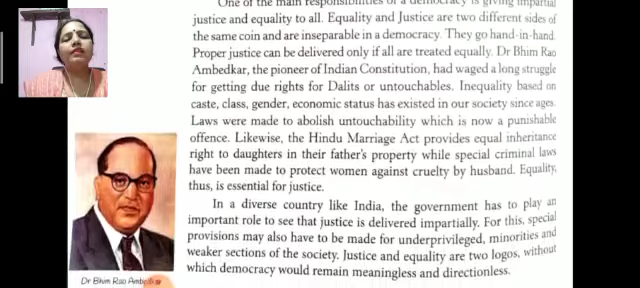 One of the main responsibilities of a democracy is giving impartial
justice and equality to all. Equality and Justice are two different sides of
the same coin and are inseparable in a democracy. They go hand-in-hand.
Proper justice can be delivered only if all are treated equally. Dr Bhim Rao
Ambedkar, the pioneer of Indian Constitution, had waged a long struggle
for getting due rights for Dalits or untouchables. Inequality based on
caste, class, gender, economic status has existed in our society since ages.
Laws were made to abolish untouchability which is now a punishable
offence. Likewise, the Hindu Marriage Act provides equal inheritance
right to daughters in their father's property while special criminal laws
have been made to protect women against cruelty by husband. Equality,
thus, is essential for justice.
In a diverse country like India, the government has to play an
important role to see that justice is delivered impartially. For this, special
provisions may also have to be made for underprivileged, minorities and
weaker sections of the society. Justice and equality are two logos, without
which democracy would remain meaningless and directionless.
Dr Bhim Rao